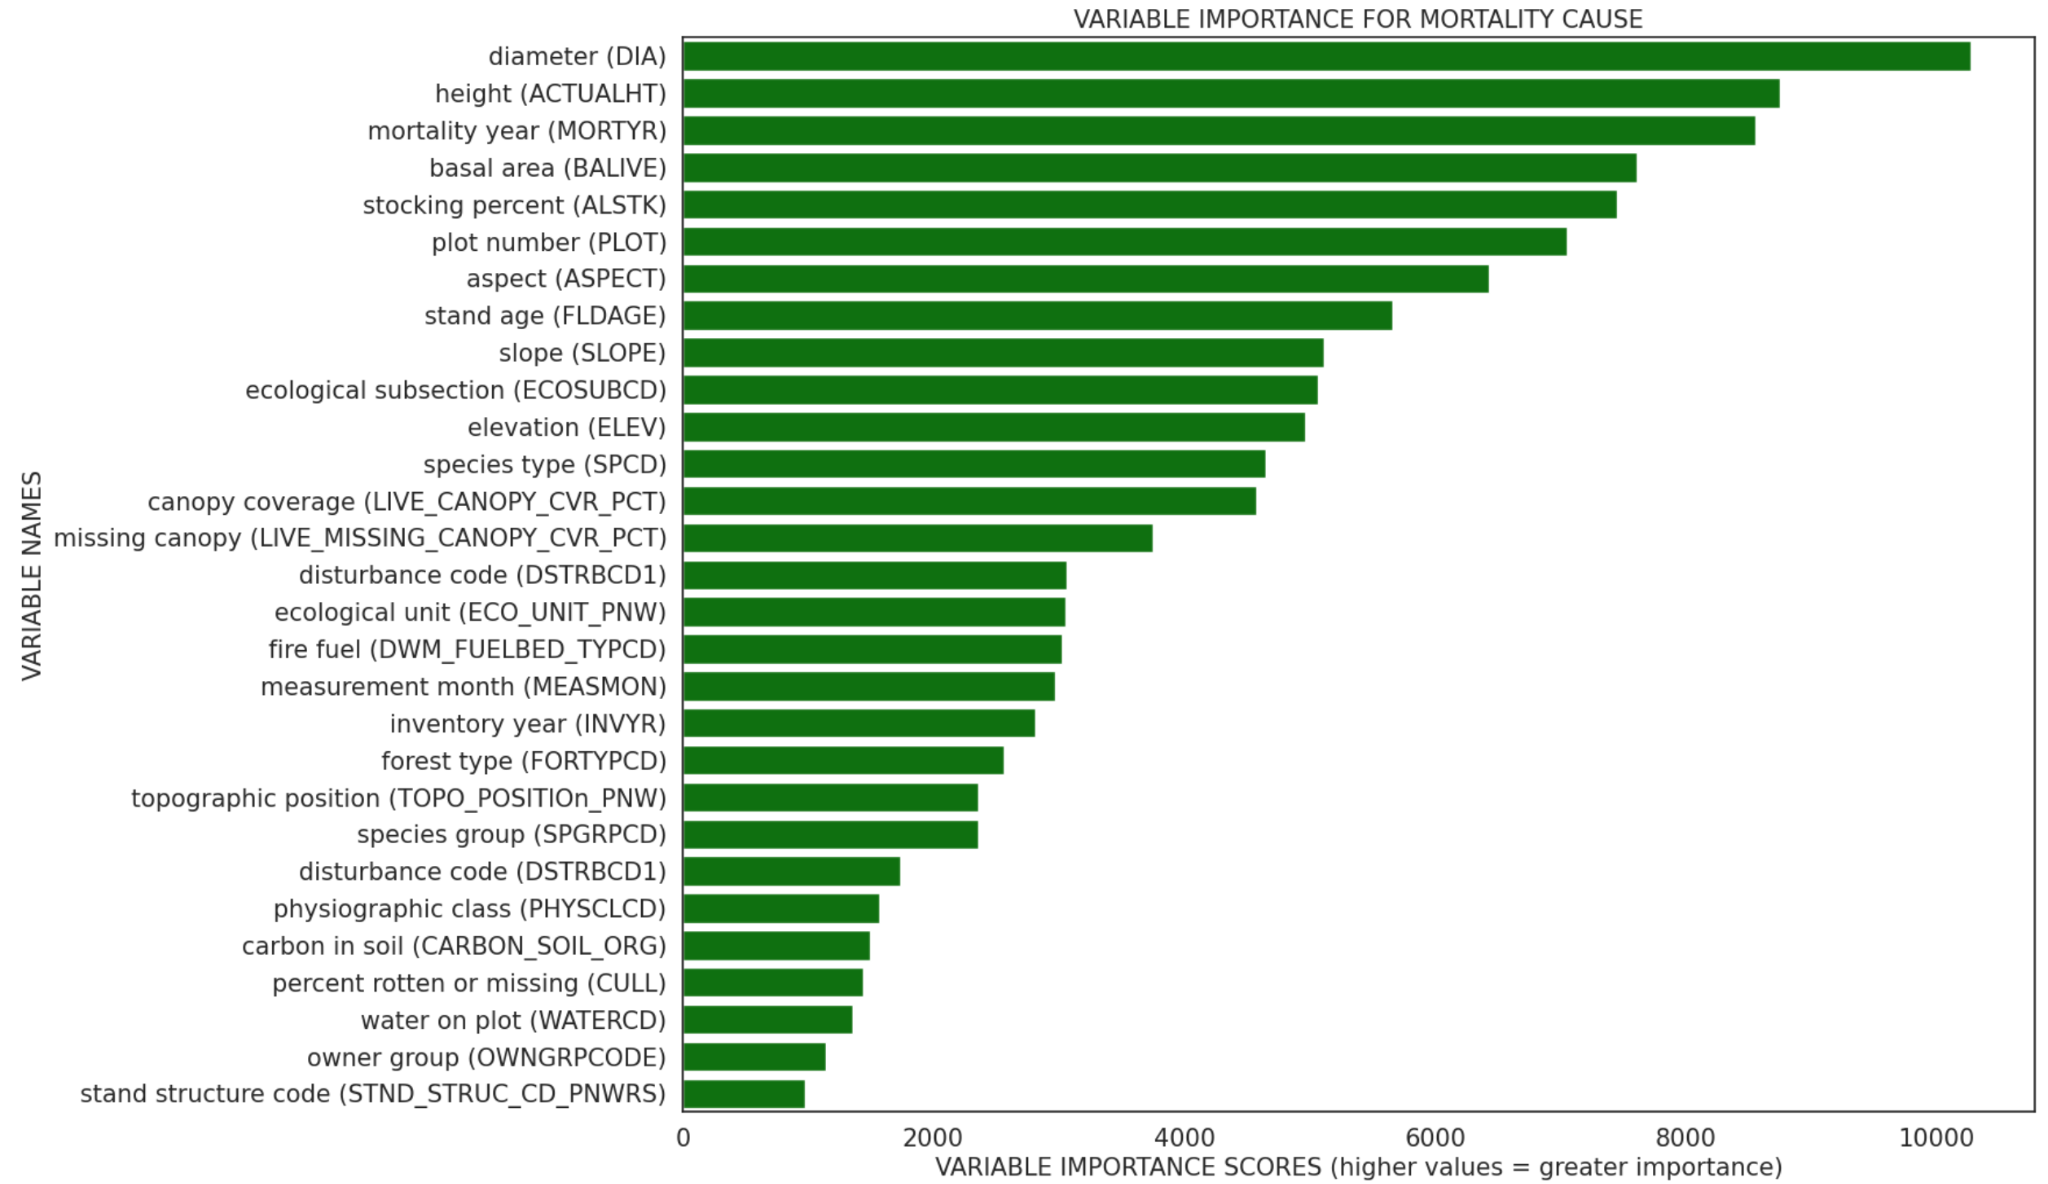 VARIABLE IMPORTANCE FOR MORTALITY CAUSE
VARIABLE NAMES
diameter (DIA)
height (ACTUALHT)
mortality year (MORTYR)
basal area (BALIVE)
stocking percent (ALSTK)
plot number (PLOT)
aspect (ASPECT)
stand age (FLDAGE)
slope (SLOPE)
ecological subsection (ECOSUBCD)
elevation (ELEV)
species type (SPCD)
canopy coverage (LIVE_CANOPY_CVR_PCT)
missing canopy (LIVE_MISSING_CANOPY_CVR_PCT)
disturbance code (DSTRBCD1)
ecological unit (ECO_UNIT_PNW)
fire fuel (DWM_FUELBED_TYPCD)
measurement month (MEASMON)
inventory year (INVYR)
forest type (FORTYPCD)
topographic position (TOPO_POSITIOn_PNW)
species group (SPGRPCD)
disturbance code (DSTRBCD1)
physiographic class (PHYSCLCD)
carbon in soil (CARBON_SOIL_ORG)
percent rotten or missing (CULL)
water on plot (WATERCD)
owner group (OWNGRPCODE)
stand structure code (STND_STRUC_CD_PNWRS)
0 2000 4000 6000 8000 10000
VARIABLE IMPORTANCE SCORES (higher values = greater importance)